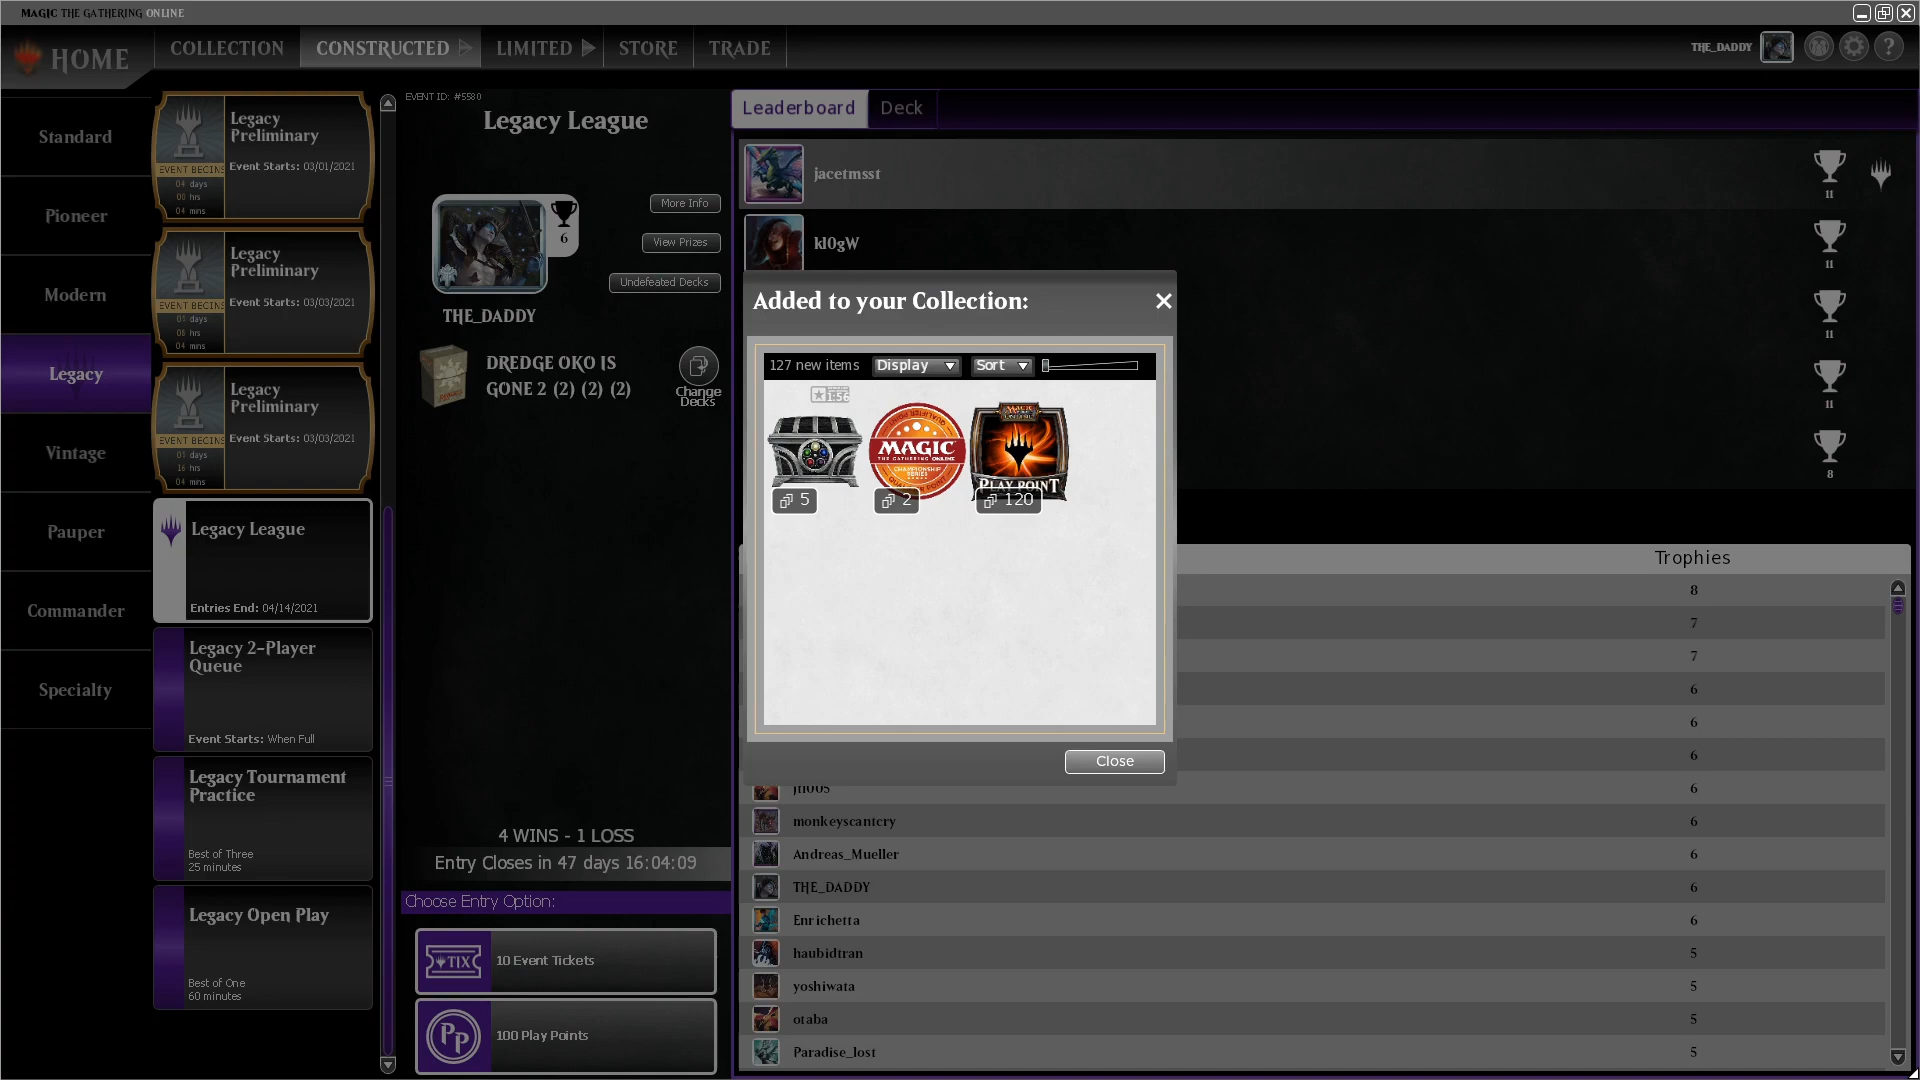 MAGIC THE GATHERING ONLINE
HOME
COLLECTION
CONSTRUCTED
LIMITED
STORE
TRADE
THE_DADDY
?
Standard
Pioneer
Modern
Legacy
Vintage
Pauper
Commander
Specialty
Legacy
Preliminary
Event Starts: 03/01/2021
EVENT BEGINS
04 days
00 hrs
04 mins
Legacy
Preliminary
Event Starts: 03/03/2021
EVENT BEGINS
days
08 hrs
04 mins
Legacy
Preliminary
Event Starts: 03/03/2021
EVENT BEGINS
days
16 hrs
04 mins
Legacy League
Entries End: 04/14/2021
Legacy 2-Player
Queue
Event Starts: When Full
Legacy Tournament
Practice
Best of Three
25 minutes
Legacy Open Play
Best of One
60 minutes
EVENT ID: #5580
Legacy League
6
More Info
View Prizes
Undefeated Decks
THE_DADDY
DREDGE OKO IS
GONE 2 (2) (2) (2)
Change
Decks
4 WINS - 1 LOSS
Entry Closes in 47 days 16:04:09
Choose Entry Option:
TIX
10 Event Tickets
PP
100 Play Points
Leaderboard
Deck
jacetmsst
11
kl0gW
11
11
11
8
Added to your Collection:
127 new items
Display
Sort
1:56
MAGIC
THE GATHERING ONLINE
CHAMPIONSHIP
SERIES
PLAY POINT
5
2
120
Close
Trophies
8
7
7
6
6
6
6
monkeyscantcry
6
Andreas_Mueller
6
THE_DADDY
6
Enrichetta
6
haubidtran
5
yoshiwata
5
otaba
5
Paradise_lost
5